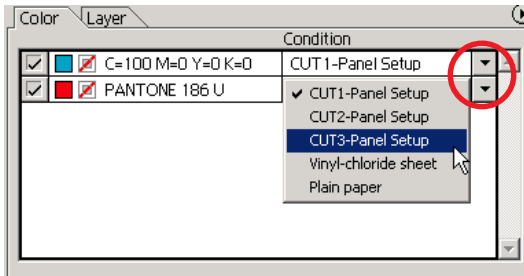 Color Layer
Condition
C=100 M=0 Y=0 K=0 CUT1-Panel Setup
PANTONE 186 U
CUT1-Panel Setup
CUT2-Panel Setup
CUT3-Panel Setup
Vinyl-chloride sheet
Plain paper